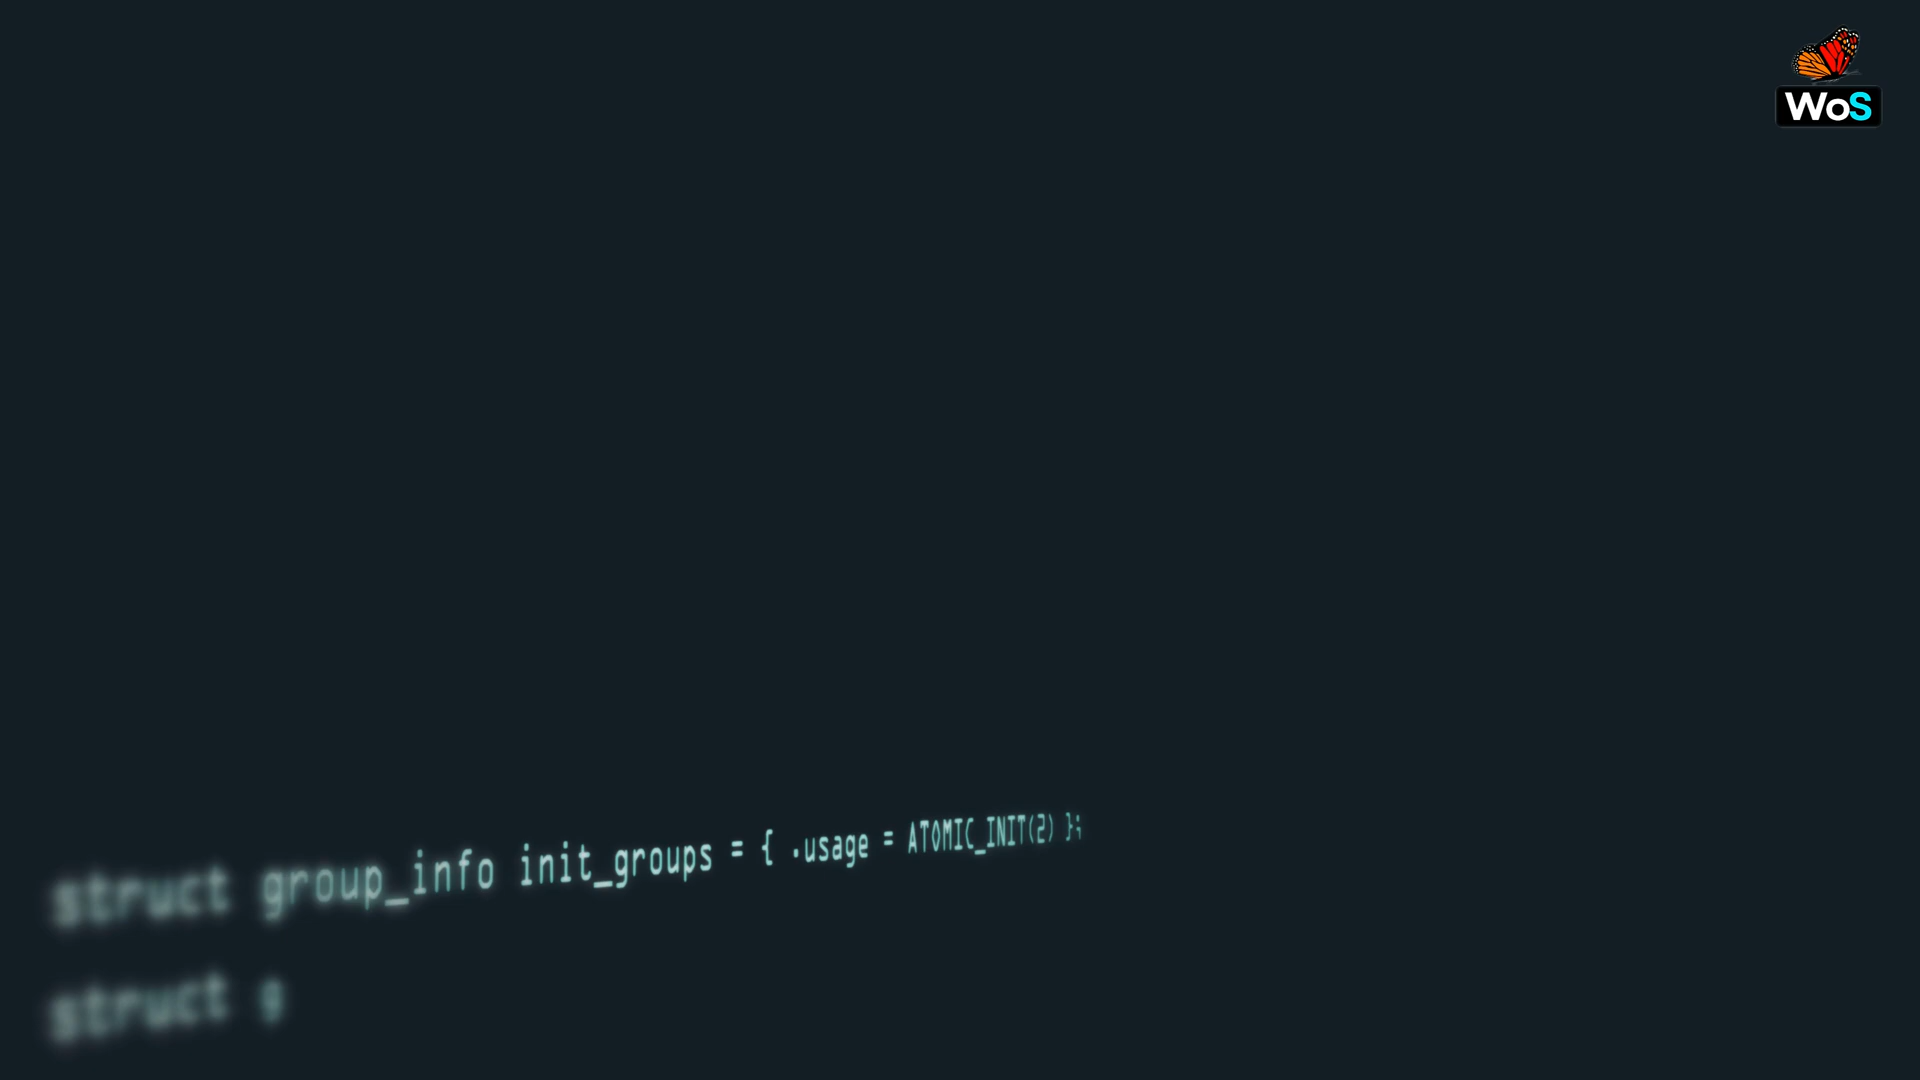 WoS
struct group_info init_groups = { .usage = ATOMIC_INIT(2) };
struct g